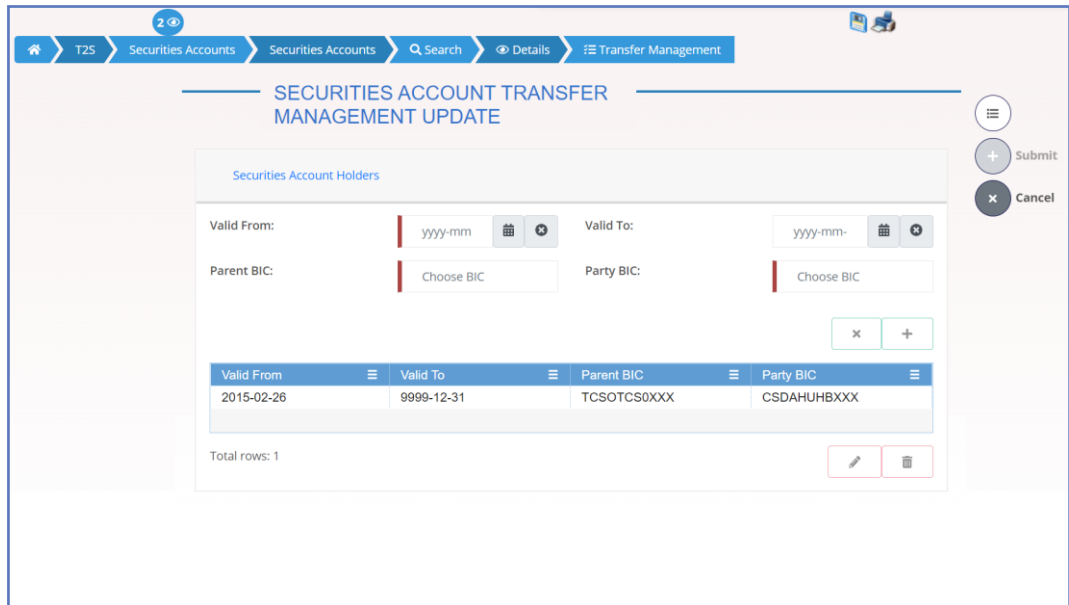 2
T2S Securities Accounts Securities Accounts Search Details Transfer Management
SECURITIES ACCOUNT TRANSFER
MANAGEMENT UPDATE
Submit
Cancel
Securities Account Holders
Valid From: yyyy-mm Valid To: yyyy-mm-
Parent BIC: Choose BIC Party BIC: Choose BIC
Valid From Valid To Parent BIC Party BIC
2015-02-26 9999-12-31 TCSOTCS0XXX CSDAHUHBXXX
Total rows: 1